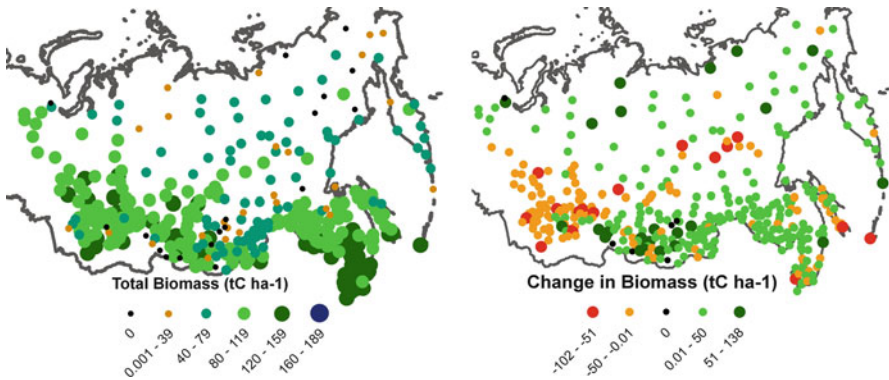 Total Biomass (tC ha-1)
0
0.001 - 39
40 - 79
80 - 119
120 - 159
160 - 189
Change in Biomass (tC ha-1)
-102 - -51
-50 - -0.01
0
0.01 - 50
51 - 138